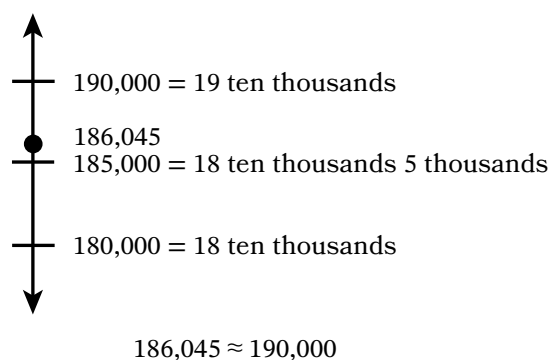 190,000 = 19 ten thousands
186,045
185,000 = 18 ten thousands 5 thousands
180,000 = 18 ten thousands
186,045 ≈ 190,000